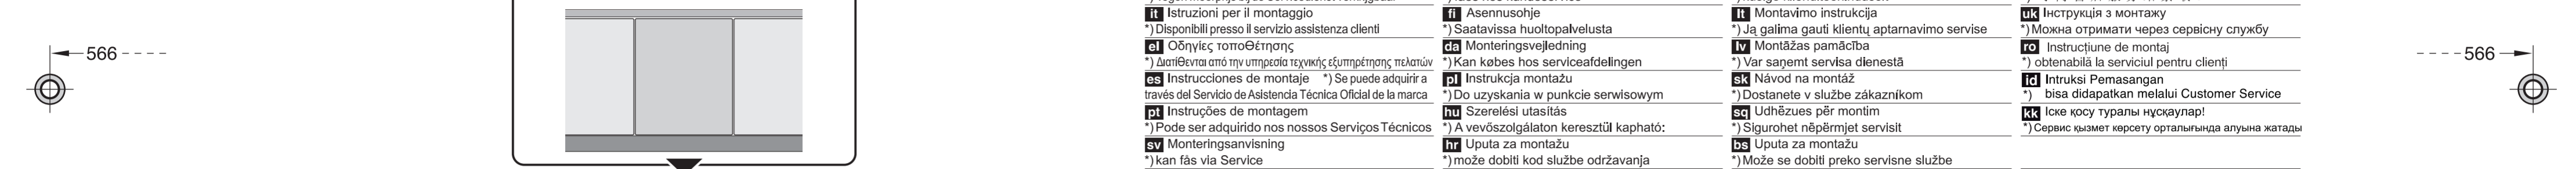 566
it Istruzioni per il montaggio
*) Disponibili presso il servizio assistenza clienti
el Οδηγίες τοποθέτησης
*) Διατίθενται από την υπηρεσία τεχνικής εξυπηρέτησης πελατών
es Instrucciones de montaje *) Se puede adquirir a
través del Servicio de Asistencia Técnica Oficial de la marca
pt Instruções de montagem
*) Pode ser adquirido nos nossos Serviços Técnicos
sv Monteringsanvisning
*) kan fås via Service
fi Asennusohje
*) Saatavissa huoltopalvelusta
da Monteringsvejledning
*) Kan købes hos serviceafdelingen
pl Instrukcja montażu
*) Do uzyskania w punkcie serwisowym
hu Szerelési utasítás
*) A vevőszolgálaton keresztül kapható:
hr Uputa za montažu
*) može dobiti kod službe održavanja
lt Montavimo instrukcija
*) Ją galima gauti klientų aptarnavimo servise
lv Montāžas pamācība
*) Var saņemt servisa dienestā
sk Návod na montáž
*) Dostanete v službe zákazníkom
sq Udhëzues për montim
*) Sigurohet nëpërmjet servisit
bs Uputa za montažu
*) Može se dobiti preko servisne službe
uk Інструкція з монтажу
*) Можна отримати через сервісну службу
ro Instrucţiune de montaj
*) obtenabilă la serviciul pentru clienţi
id Intruksi Pemasangan
*) bisa didapatkan melalui Customer Service
kk Іске қосу туралы нұсқаулар!
*) Сервис қызмет көрсету орталығында алуына жатады
566